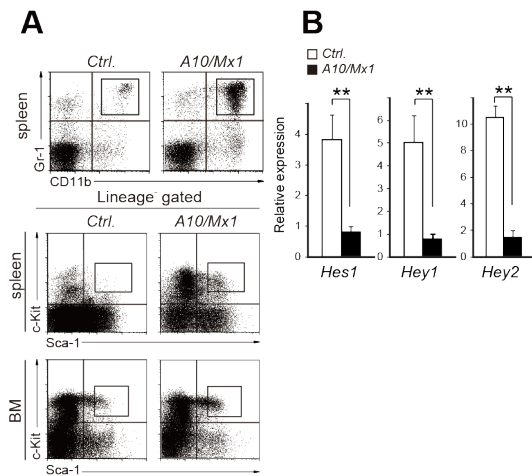 A
Ctrl.
A10/Mx1
spleen
Gr-1
CD11b
Lineage- gated
Ctrl.
A10/Mx1
spleen
c-Kit
Sca-1
BM
c-Kit
Sca-1
B
Ctrl.
A10/Mx1
Relative expression
**
4
3
2
1
0
Hes1
**
6
5
4
3
2
1
0
Hey1
**
10
8
6
4
2
0
Hey2